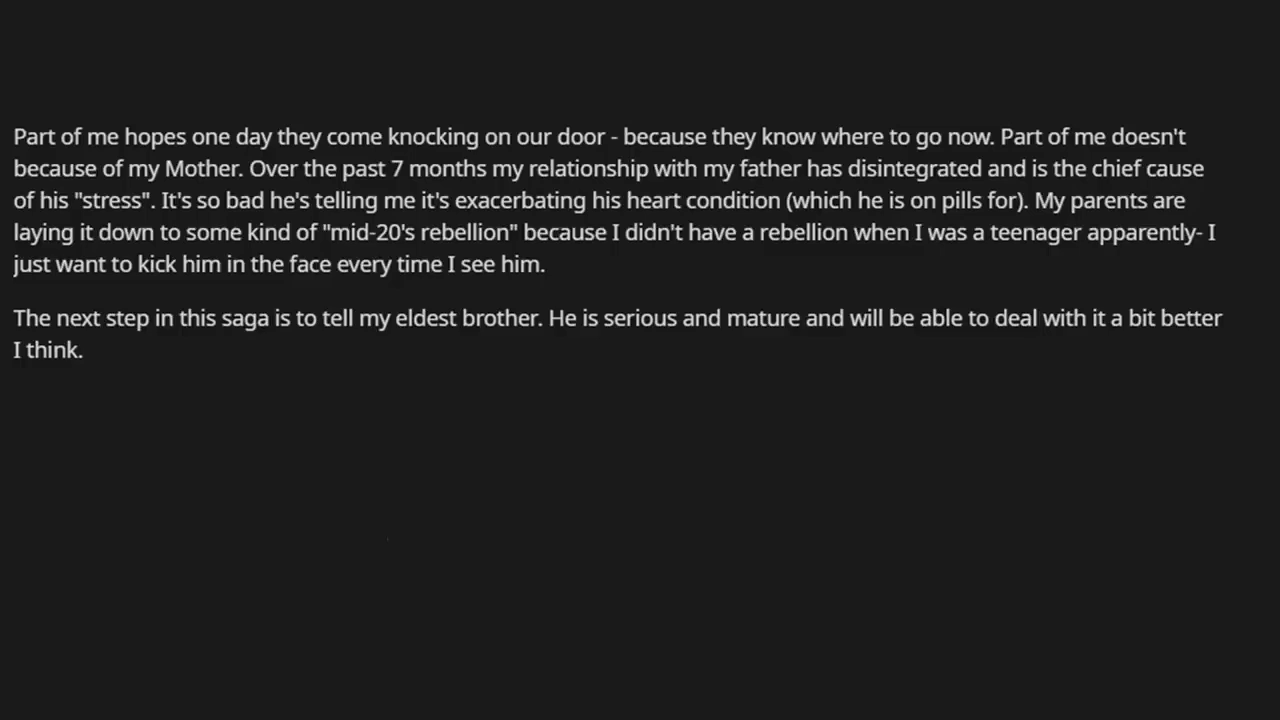 Part of me hopes one day they come knocking on our door - because they know where to go now. Part of me doesn't
because of my Mother. Over the past 7 months my relationship with my father has disintegrated and is the chief cause
of his "stress". It's so bad he's telling me it's exacerbating his heart condition (which he is on pills for). My parents are
laying it down to some kind of "mid-20's rebellion" because I didn't have a rebellion when I was a teenager apparently- I
just want to kick him in the face every time I see him.
The next step in this saga is to tell my eldest brother. He is serious and mature and will be able to deal with it a bit better
I think.